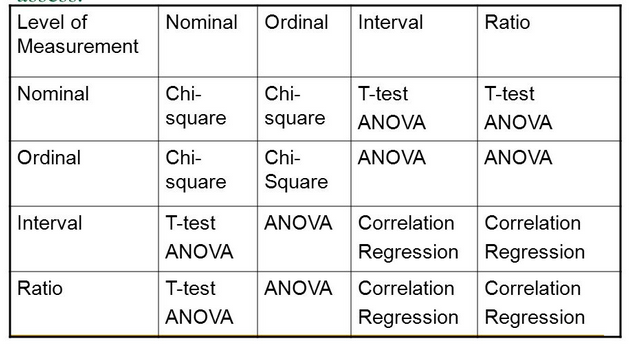 assess.
Level of Measurement Nominal Ordinal Interval Ratio
Nominal Chi-square Chi-square T-test ANOVA T-test ANOVA
Ordinal Chi-square Chi-Square ANOVA ANOVA
Interval T-test ANOVA ANOVA Correlation Regression Correlation Regression
Ratio T-test ANOVA ANOVA Correlation Regression Correlation Regression